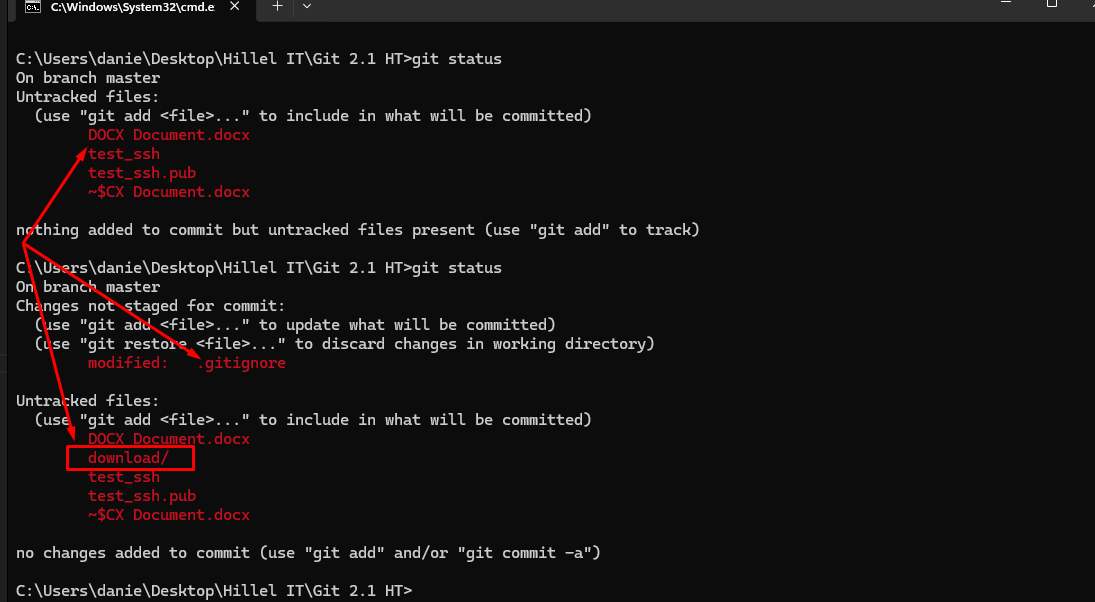 C:\Windows\System32\cmd.e
C:\Users\danie\Desktop\Hillel IT\Git 2.1 HT>git status
On branch master
Untracked files:
  (use "git add <file>..." to include in what will be committed)
        DOCX Document.docx
        test_ssh
        test_ssh.pub
        ~$CX Document.docx
nothing added to commit but untracked files present (use "git add" to track)
C:\Users\danie\Desktop\Hillel IT\Git 2.1 HT>git status
On branch master
Changes not staged for commit:
  (use "git add <file>..." to update what will be committed)
  (use "git restore <file>..." to discard changes in working directory)
        modified:   .gitignore
Untracked files:
  (use "git add <file>..." to include in what will be committed)
        DOCX Document.docx
        download/
        test_ssh
        test_ssh.pub
        ~$CX Document.docx
no changes added to commit (use "git add" and/or "git commit -a")
C:\Users\danie\Desktop\Hillel IT\Git 2.1 HT>